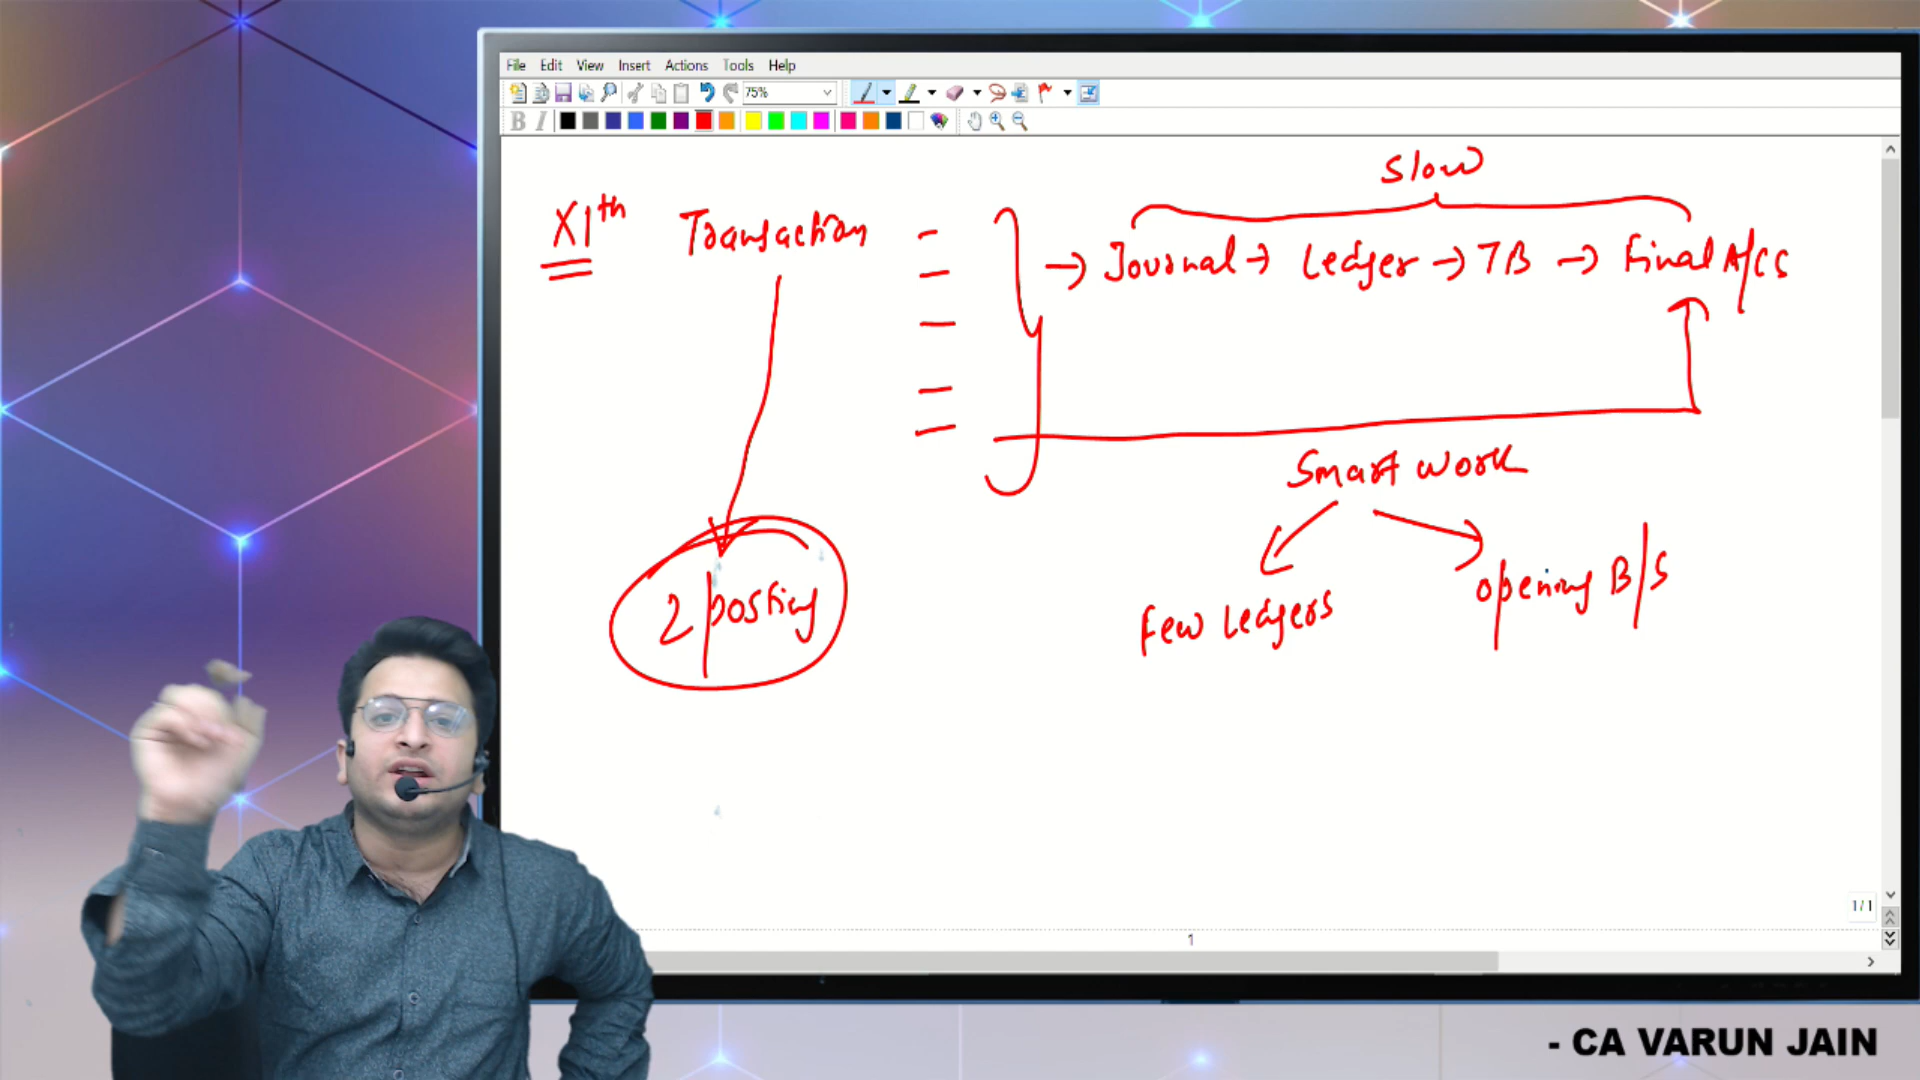 File Edit View Insert Actions Tools Help
75%
B I
Slow
XIth Transaction → Journal → Ledger → TB → Final A/cs
Smart work
2 posting
Few Ledgers
opening B/S
1/1
1
- CA VARUN JAIN